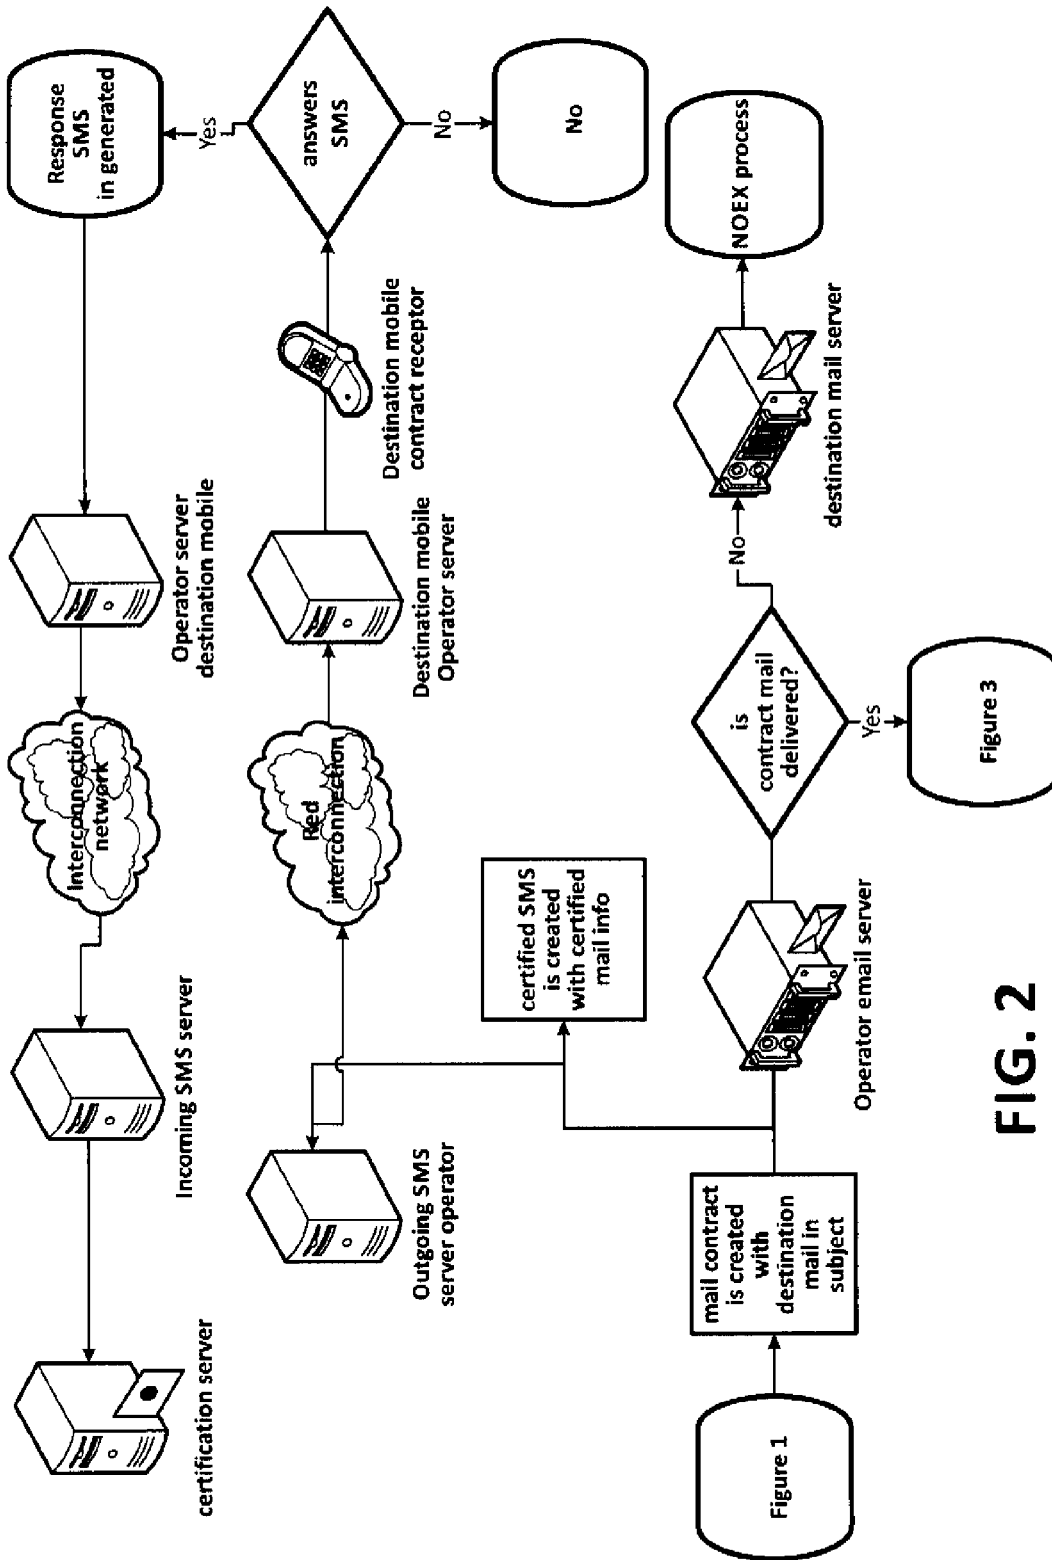 certification server
Incoming SMS server
Interconnection
network
Operator server
destination mobile
Response
SMS
in generated
Yes
answers
SMS
No
No
Outgoing SMS
server operator
Red
interconnection
Destination mobile
Operator server
Destination mobile
contract receptor
certified SMS
is created
with certified
mail info
Figure 1
mail contract
is created
with
destination
mail in
subject
Operator email server
is
contract mail
delivered?
No
Yes
destination mail server
NOEX process
Figure 3
FIG. 2